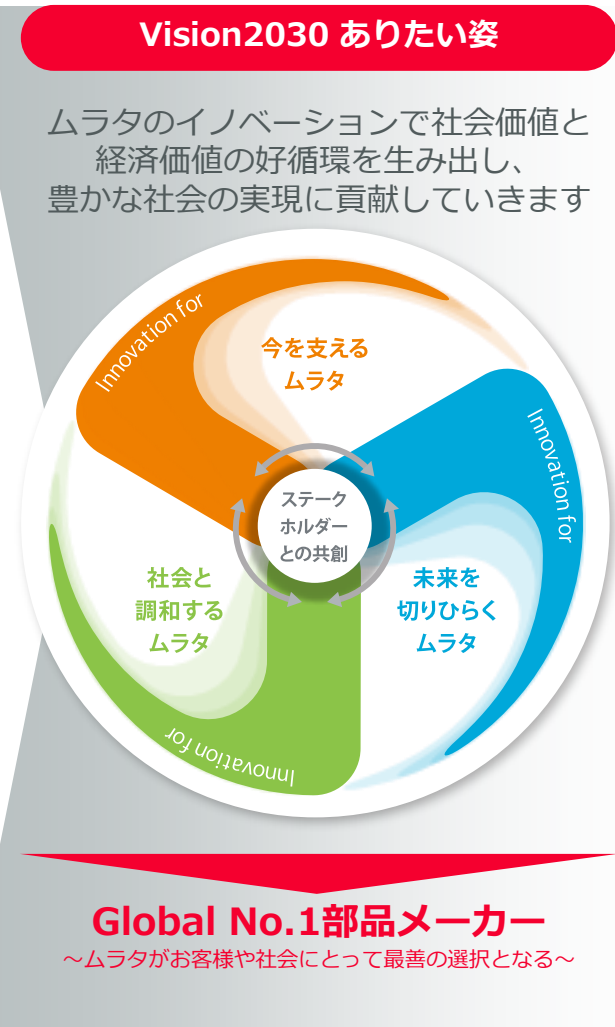 Vision2030 ありたい姿
ムラタのイノベーションで社会価値と
経済価値の好循環を生み出し、
豊かな社会の実現に貢献していきます
Innovation for
今を支える
ムラタ
Innovation for
ステーク
ホルダー
との共創
社会と
調和する
ムラタ
未来を
切りひらく
ムラタ
Innovation for
Global No.1部品メーカー
～ムラタがお客様や社会にとって最善の選択となる～